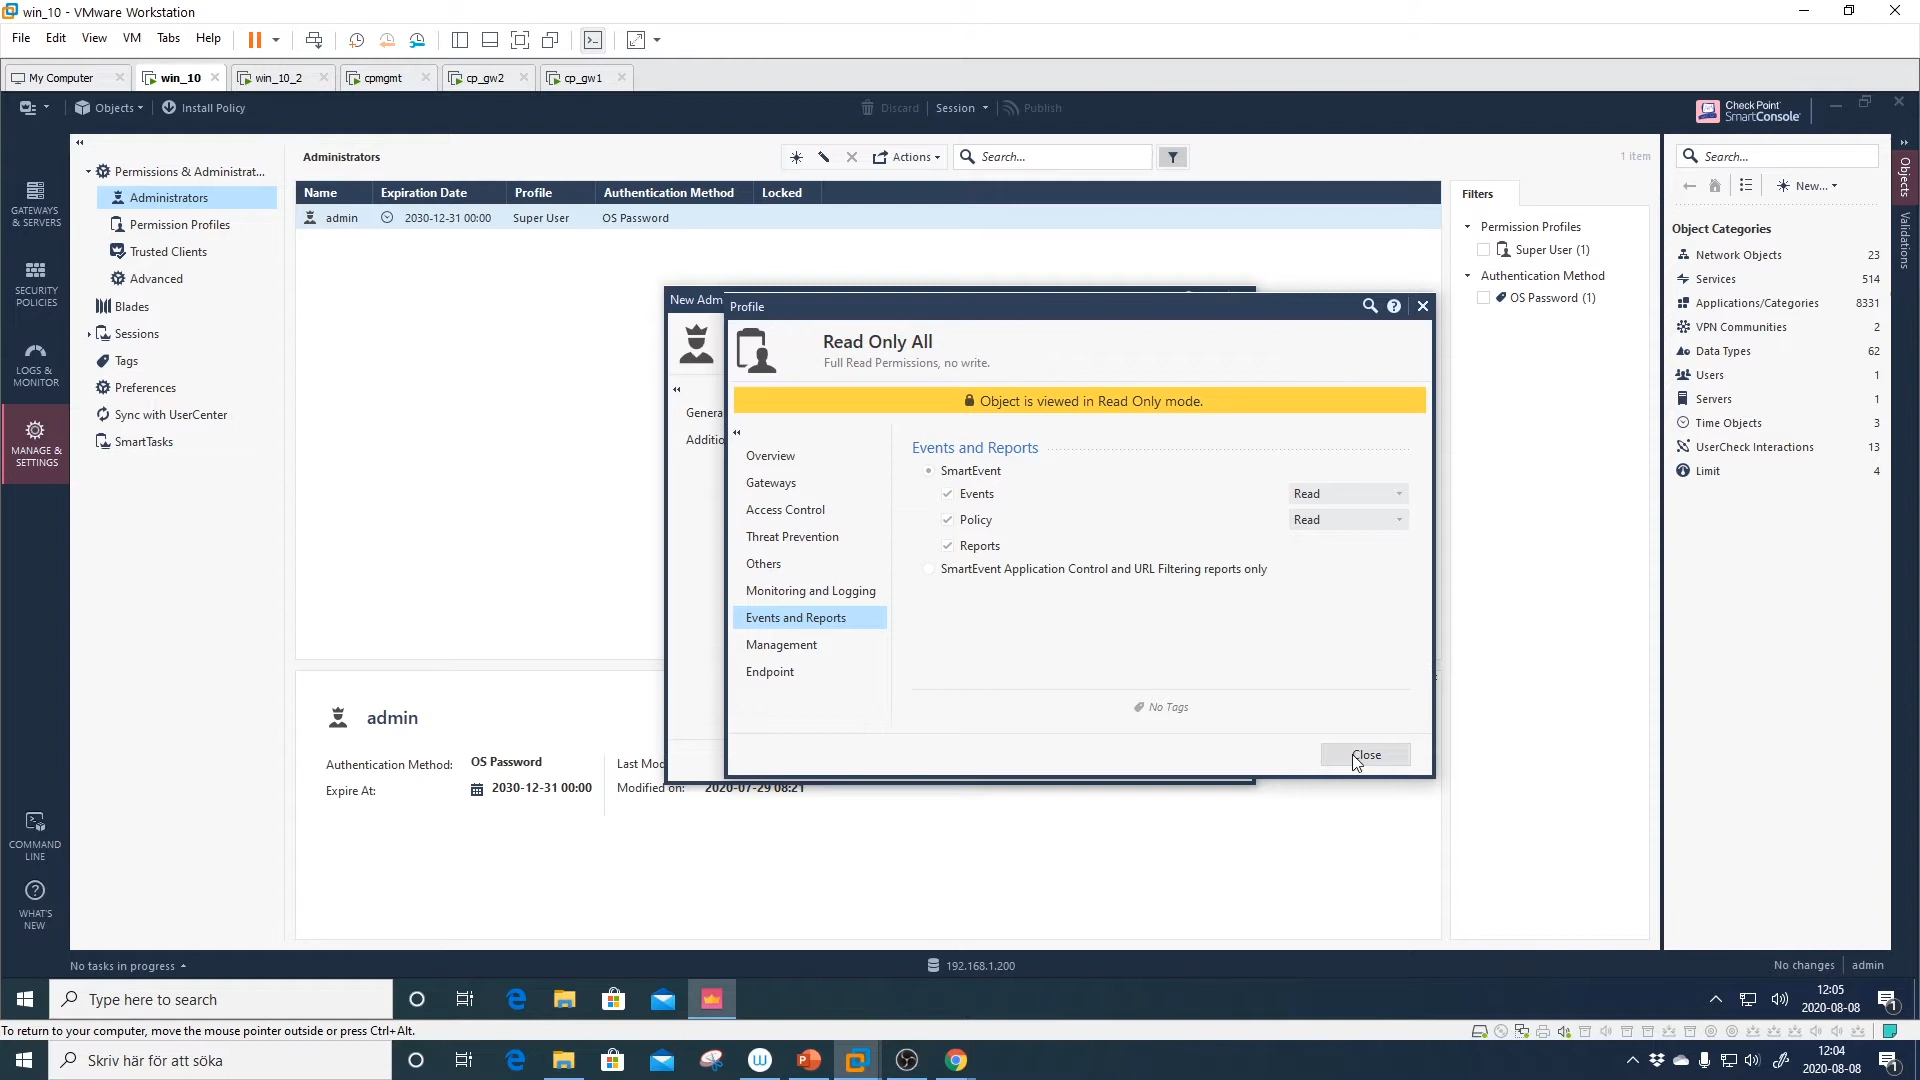 win_10 - VMware Workstation
File Edit View VM Tabs Help
My Computer win_10 win_10_2 cpmgmt cp_gw2 cp_gw1
Objects Install Policy Discard Session Publish Check Point SmartConsole
GATEWAYS & SERVERS
SECURITY POLICIES
LOGS & MONITOR
MANAGE & SETTINGS
COMMAND LINE
WHAT'S NEW
Permissions & Administrat...
Administrators
Permission Profiles
Trusted Clients
Advanced
Blades
Sessions
Tags
Preferences
Sync with UserCenter
SmartTasks
Administrators Actions Search... 1 item
Name Expiration Date Profile Authentication Method Locked
admin 2030-12-31 00:00 Super User OS Password
Filters
Permission Profiles
Super User (1)
Authentication Method
OS Password (1)
Search...
New...
Object Categories
Network Objects 23
Services 514
Applications/Categories 8331
VPN Communities 2
Data Types 62
Users 1
Servers 1
Time Objects 3
UserCheck Interactions 13
Limit 4
Objects
Validations
New Adm
Genera
Additio
Profile
Read Only All
Full Read Permissions, no write.
Object is viewed in Read Only mode.
Overview
Gateways
Access Control
Threat Prevention
Others
Monitoring and Logging
Events and Reports
Management
Endpoint
Events and Reports
SmartEvent
Events Read
Policy Read
Reports
SmartEvent Application Control and URL Filtering reports only
No Tags
Close
admin
Authentication Method: OS Password Last Mod
Expire At: 2030-12-31 00:00 Modified on: 2020-07-29 08:21
No tasks in progress 192.168.1.200 No changes admin
Type here to search 12:05
2020-08-08
1
To return to your computer, move the mouse pointer outside or press Ctrl+Alt.
Skriv här för att söka 12:04
2020-08-08
1